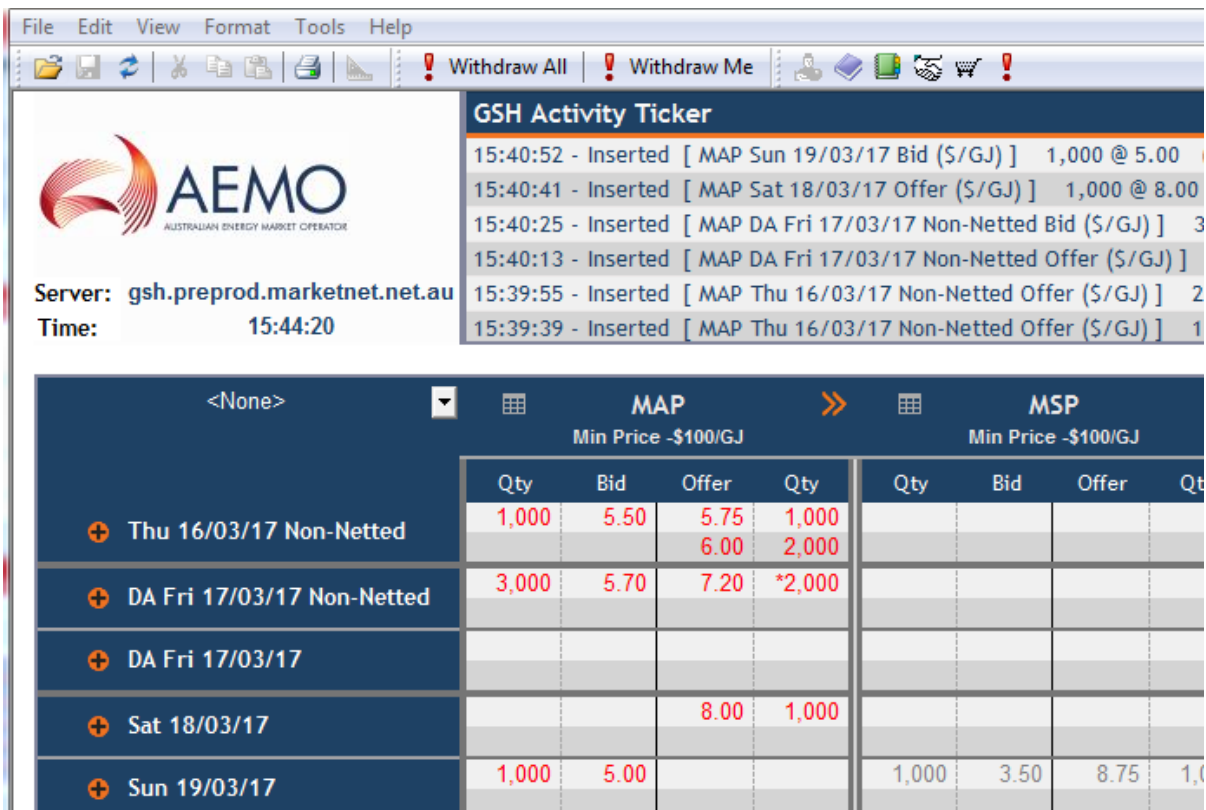 File Edit View Format Tools Help
Withdraw All Withdraw Me
GSH Activity Ticker
15:40:52 - Inserted [ MAP Sun 19/03/17 Bid ($/GJ) ] 1,000 @ 5.00
15:40:41 - Inserted [ MAP Sat 18/03/17 Offer ($/GJ) ] 1,000 @ 8.00
15:40:25 - Inserted [ MAP DA Fri 17/03/17 Non-Netted Bid ($/GJ) ] 3
15:40:13 - Inserted [ MAP DA Fri 17/03/17 Non-Netted Offer ($/GJ) ]
15:39:55 - Inserted [ MAP Thu 16/03/17 Non-Netted Offer ($/GJ) ] 2
15:39:39 - Inserted [ MAP Thu 16/03/17 Non-Netted Offer ($/GJ) ] 1
AEMO
AUSTRALIAN ENERGY MARKET OPERATOR
Server: gsh.preprod.marketnet.net.au
Time: 15:44:20
<None> MAP MSP
Min Price -$100/GJ Min Price -$100/GJ
Qty Bid Offer Qty Qty Bid Offer
Thu 16/03/17 Non-Netted 1,000 5.50 5.75 1,000
6.00 2,000
DA Fri 17/03/17 Non-Netted 3,000 5.70 7.20 *2,000
DA Fri 17/03/17
Sat 18/03/17 8.00 1,000
Sun 19/03/17 1,000 5.00 1,000 3.50 8.75